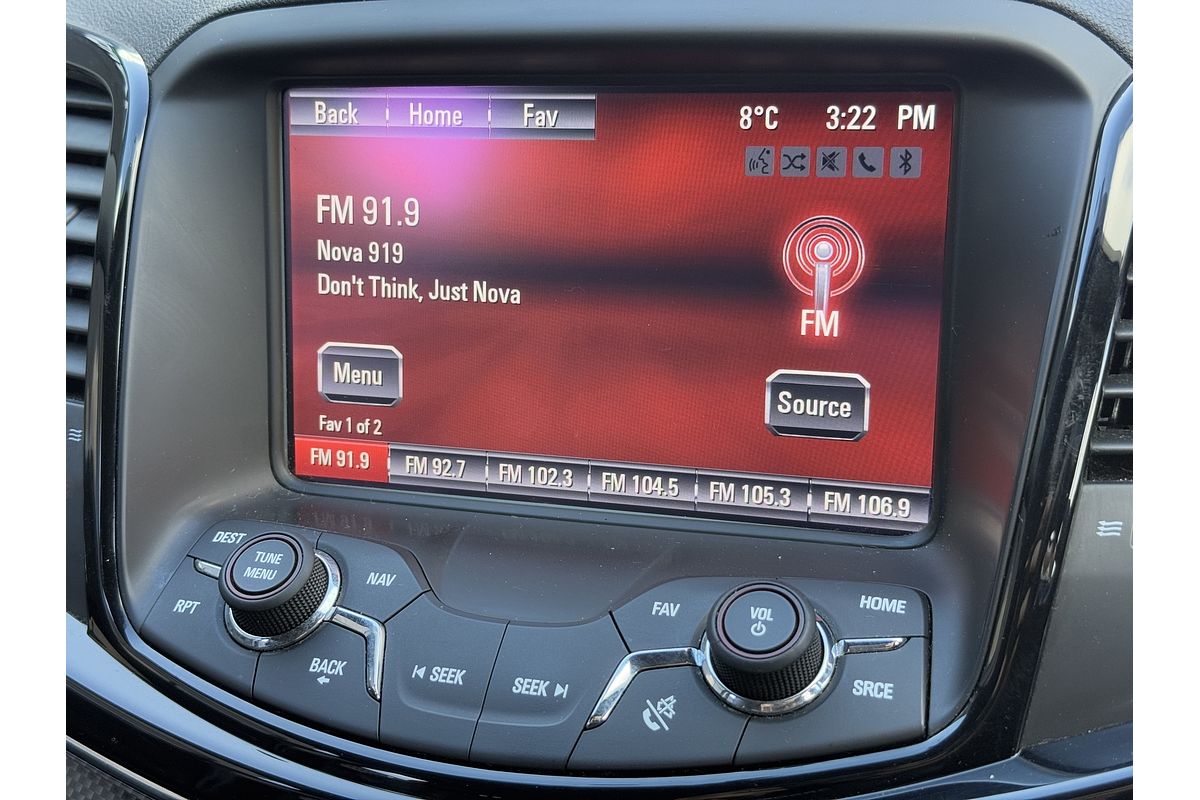 Back Home Fav 8°C 3:22 PM
FM 91.9
Nova 919
Don't Think, Just Nova
FM
Menu
Source
Fav 1 of 2
FM 91.9 FM 92.7 FM 102.3 FM 104.5 FM 105.3 FM 106.9
DEST
TUNE
MENU
NAV
RPT
BACK
SEEK
SEEK
FAV
VOL
HOME
SRCE